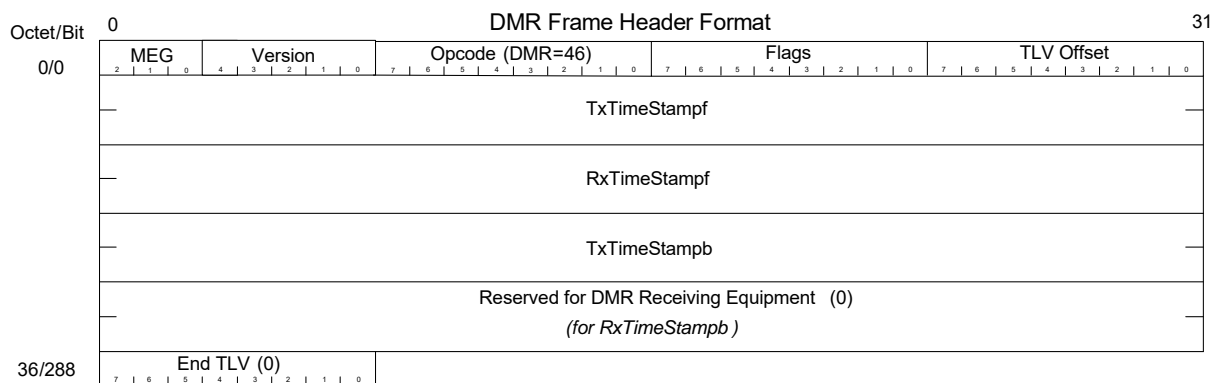 DMR Frame Header Format
Octet/Bit 0 31
MEG Version Opcode (DMR=46) Flags TLV Offset
0/0 2 1 0 4 3 2 1 0 7 6 5 4 3 2 1 0 7 6 5 4 3 2 1 0 7 6 5 4 3 2 1 0
TxTimeStampf
RxTimeStampf
TxTimeStampb
Reserved for DMR Receiving Equipment (0)
(for RxTimeStampb )
End TLV (0)
36/288 7 6 5 4 3 2 1 0